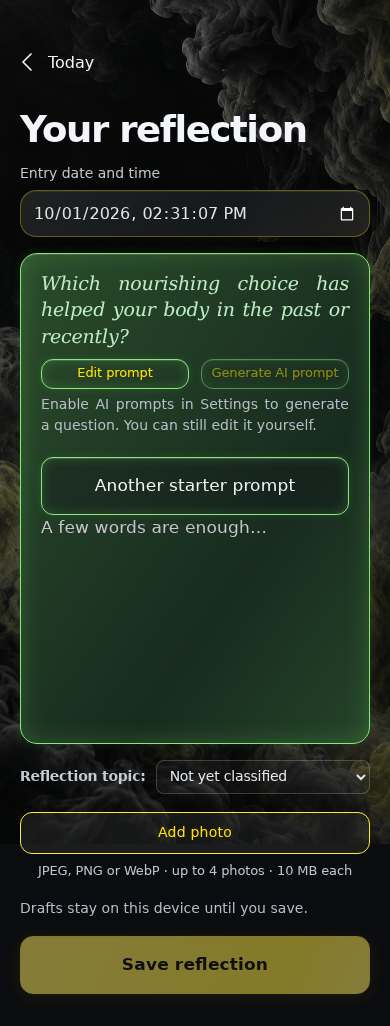 Today
Your reflection
Entry date and time
10/01/2026, 02:31:07 PM
Which nourishing choice has
helped your body in the past or
recently?
Edit prompt
Generate AI prompt
Enable AI prompts in Settings to generate
a question. You can still edit it yourself.
Another starter prompt
A few words are enough…
Reflection topic:
Not yet classified
Add photo
JPEG, PNG or WebP · up to 4 photos · 10 MB each
Drafts stay on this device until you save.
Save reflection